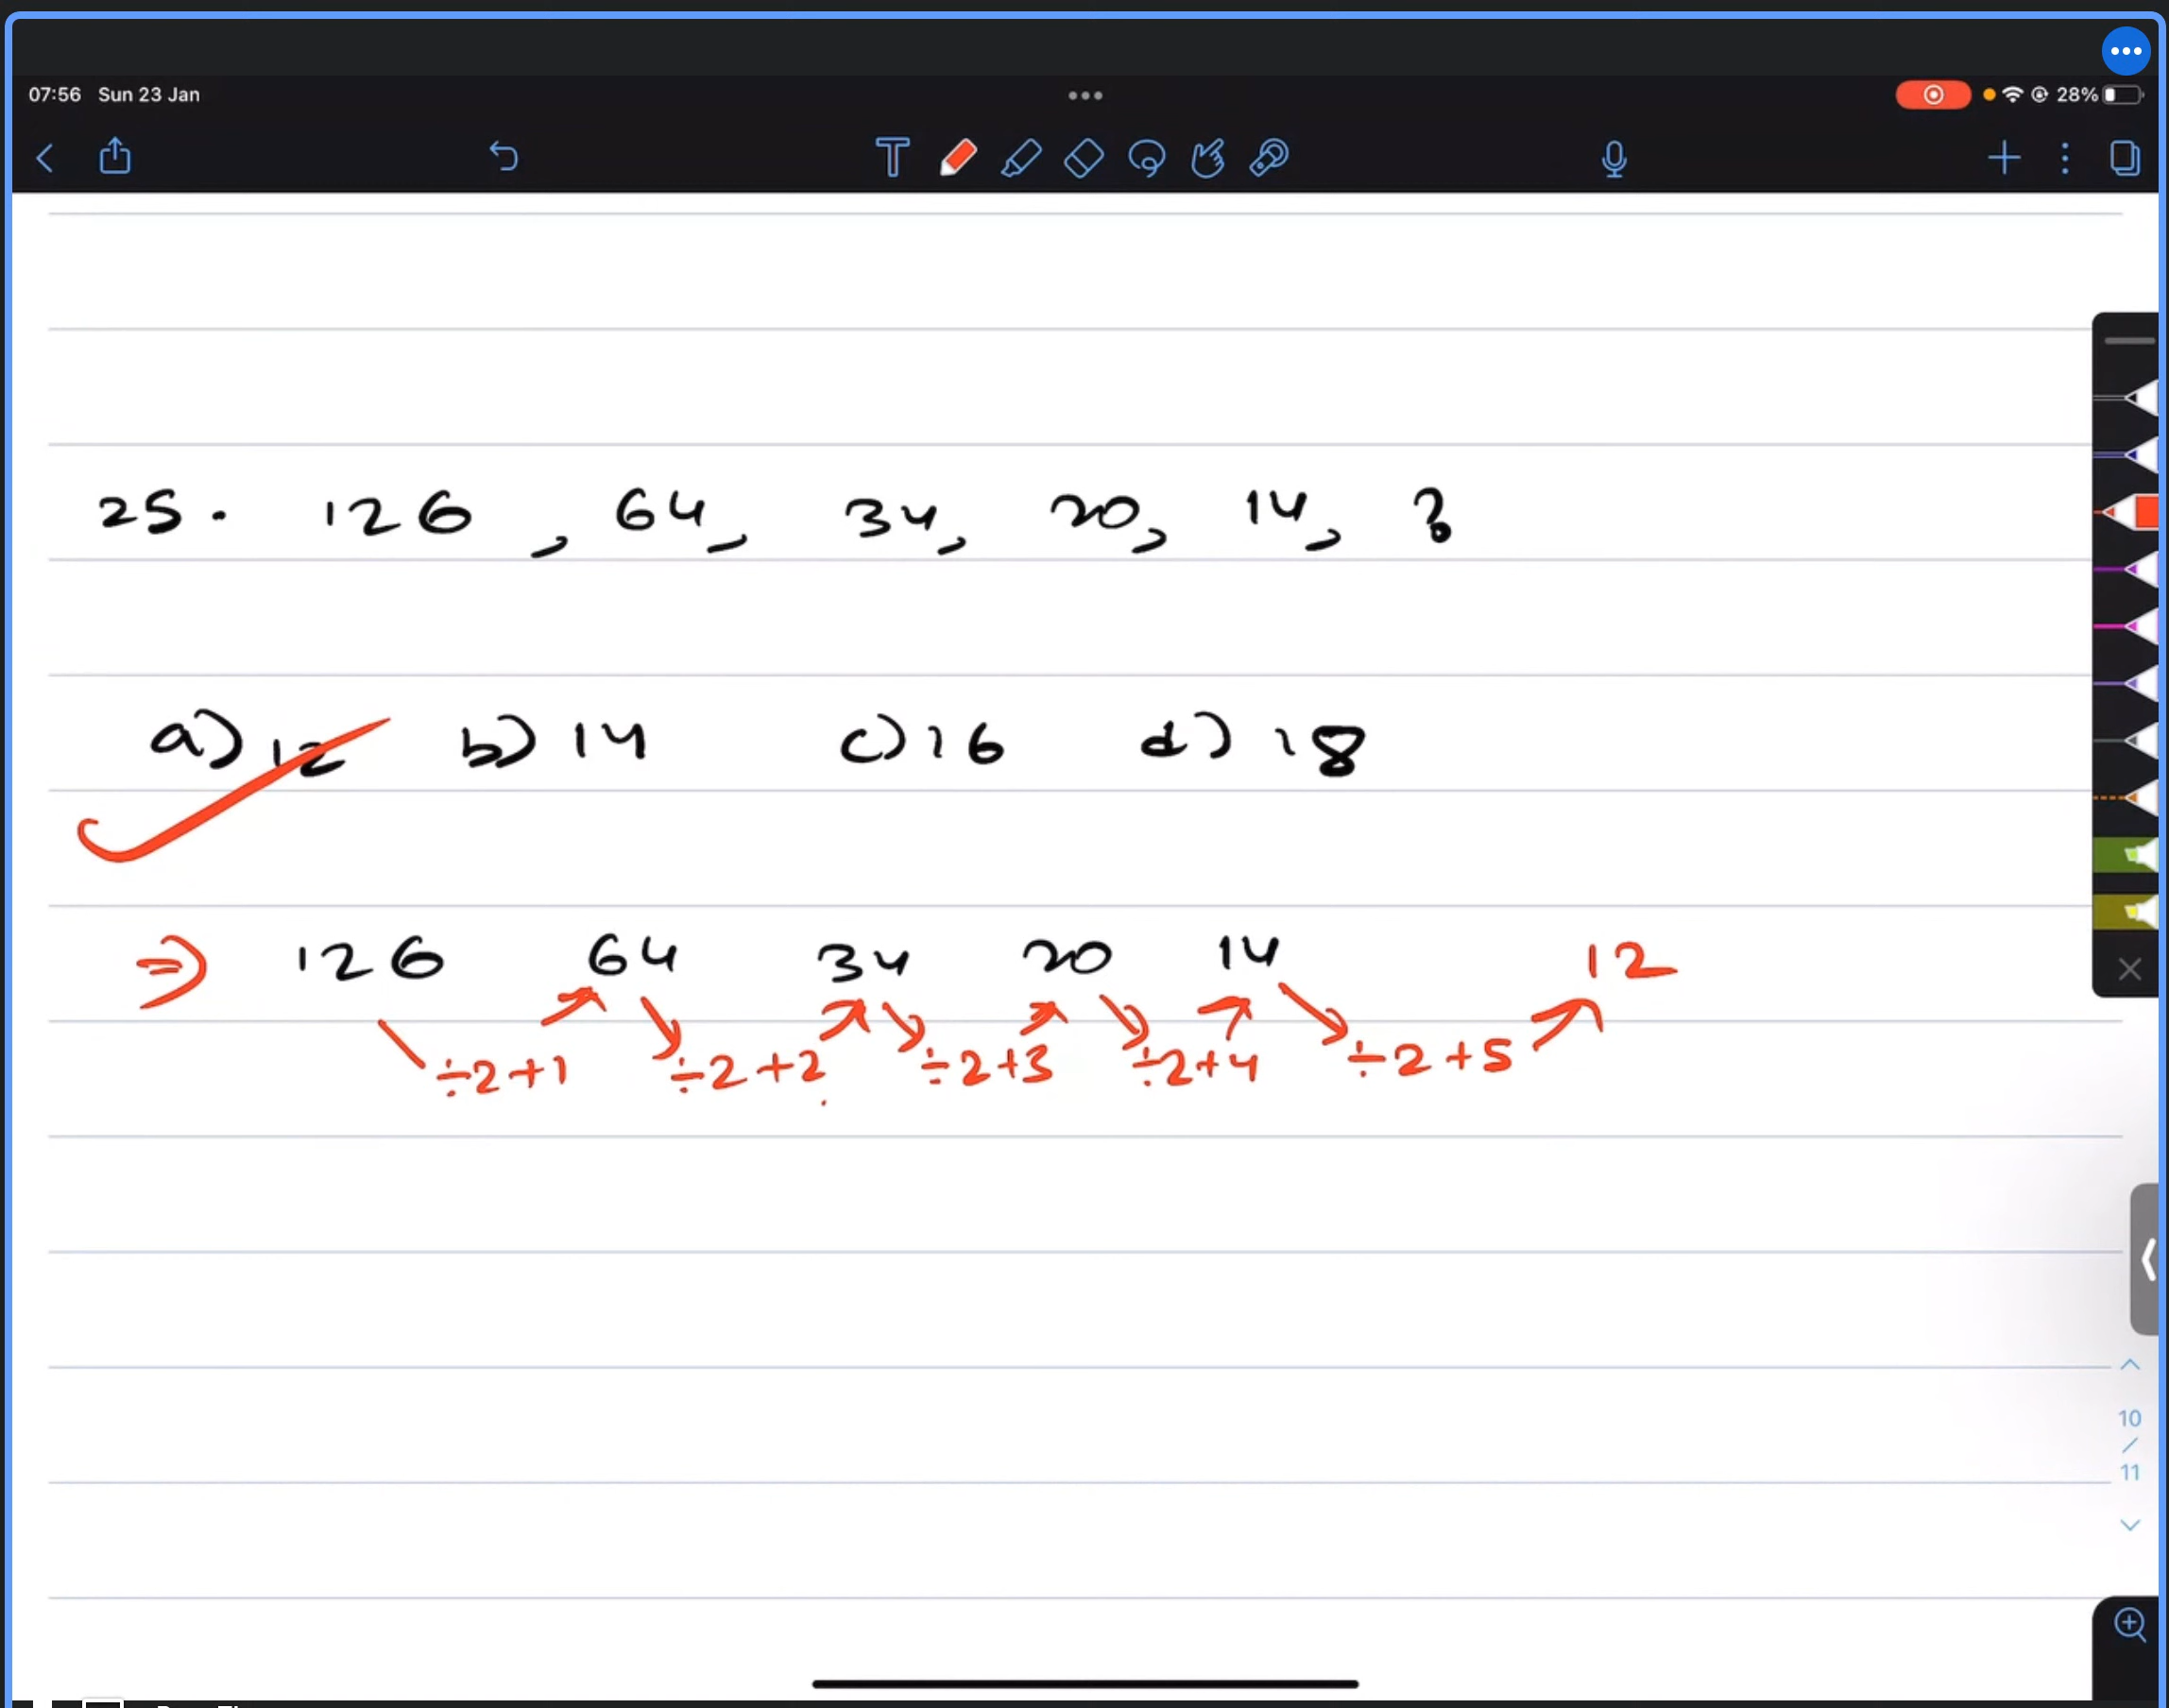 07:56 Sun 23 Jan
28%
T
25. 126, 64, 34, 20, 14, ?
a) 12 b) 14 c) 16 d) 18
⇒ 126 64 34 20 14 12
÷2+1 ÷2+2 ÷2+3 ÷2+4 ÷2+5
10
/
11